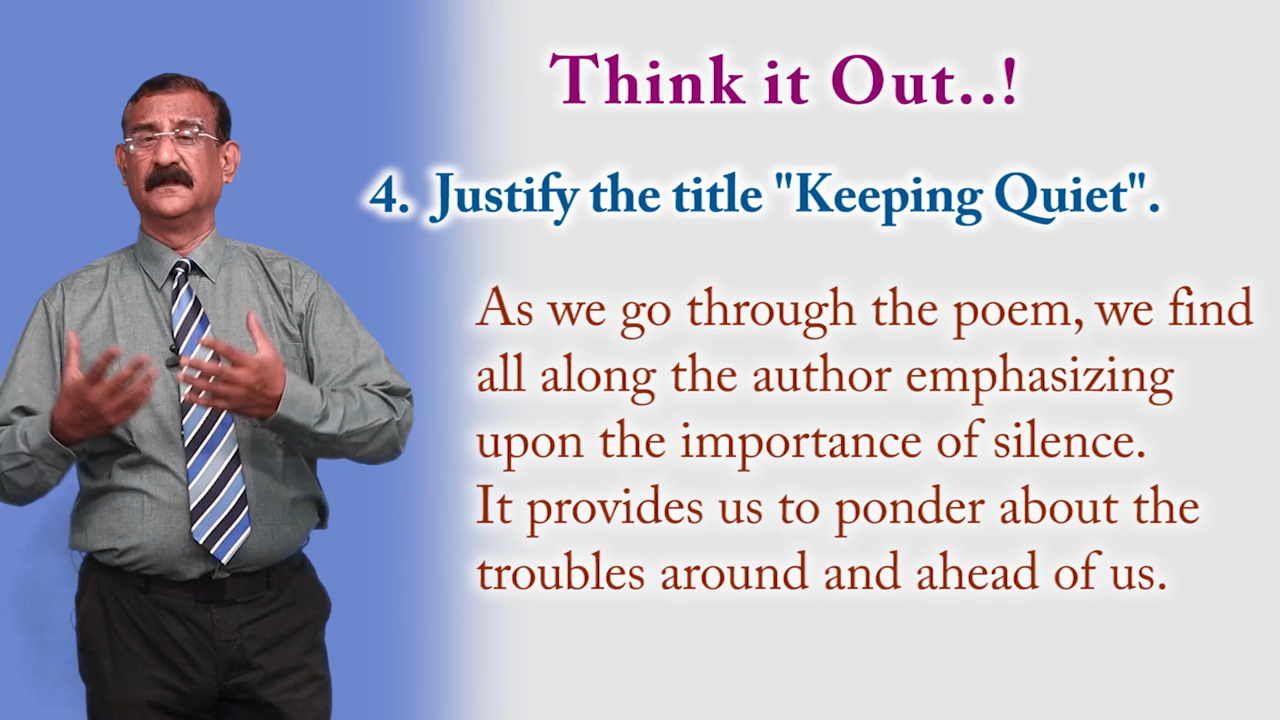 Think it Out..!
4. Justify the title "Keeping Quiet".
As we go through the poem, we find
all along the author emphasizing
upon the importance of silence.
It provides us to ponder about the
troubles around and ahead of us.